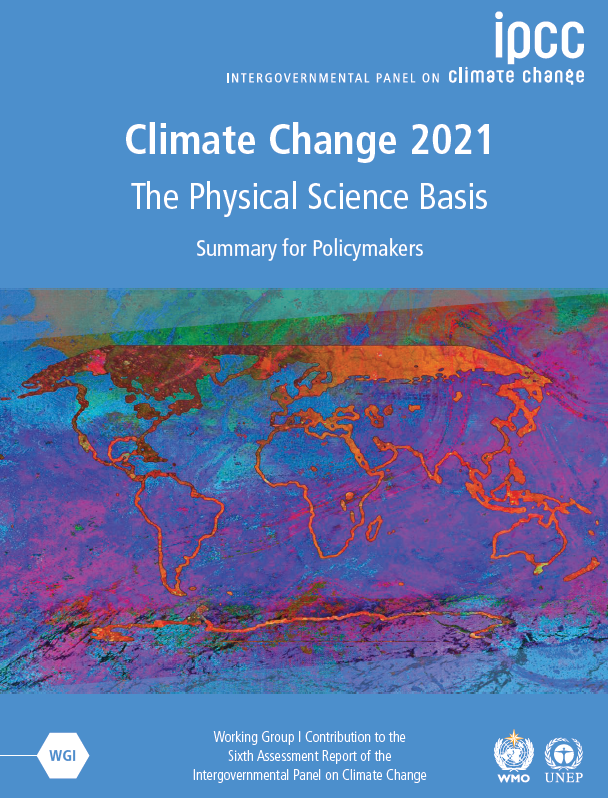 ipcc
INTERGOVERNMENTAL PANEL ON climate change
Climate Change 2021
The Physical Science Basis
Summary for Policymakers
WGI
Working Group I Contribution to the
Sixth Assessment Report of the
Intergovernmental Panel on Climate Change
WMO
UNEP